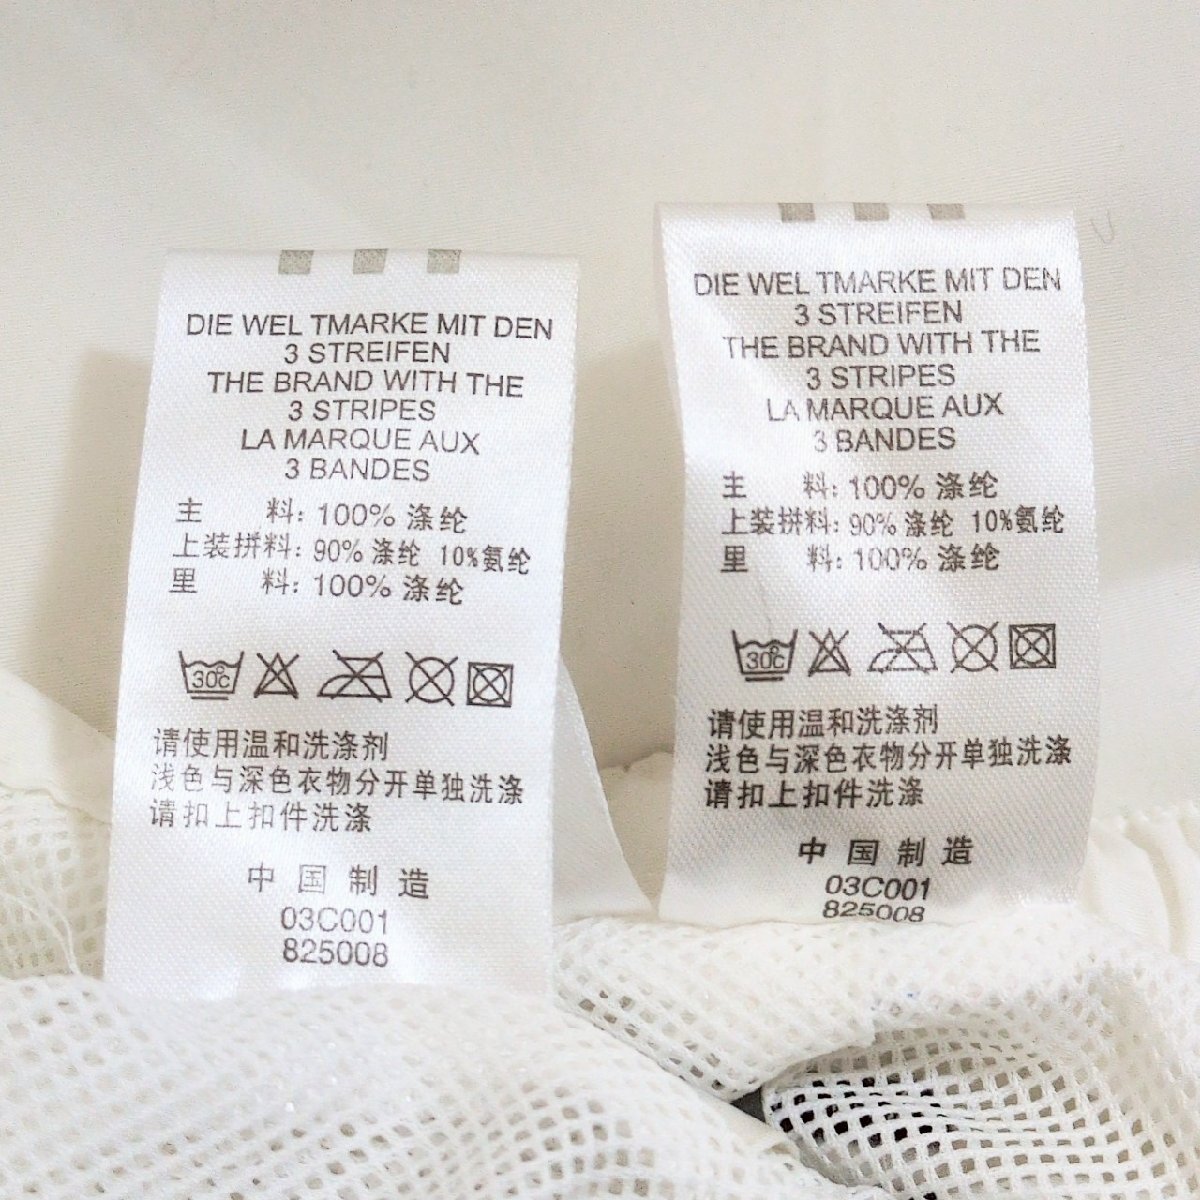 DIE WEL TMARKE MIT DEN
3 STREIFEN
THE BRAND WITH THE
3 STRIPES
LA MARQUE AUX
3 BANDES
主 料: 100% 涤纶
上装拼料: 90% 涤纶 10%氨纶
里 料: 100% 涤纶
30℃
请使用温和洗涤剂
浅色与深色衣物分开单独洗涤
请扣上扣件洗涤
中国制造
03C001
825008
DIE WEL TMARKE MIT DEN
3 STREIFEN
THE BRAND WITH THE
3 STRIPES
LA MARQUE AUX
3 BANDES
主 料: 100% 涤纶
上装拼料: 90% 涤纶 10%氨纶
里 料: 100% 涤纶
30℃
请使用温和洗涤剂
浅色与深色衣物分开单独洗涤
请扣上扣件洗涤
中国制造
03C001
825008